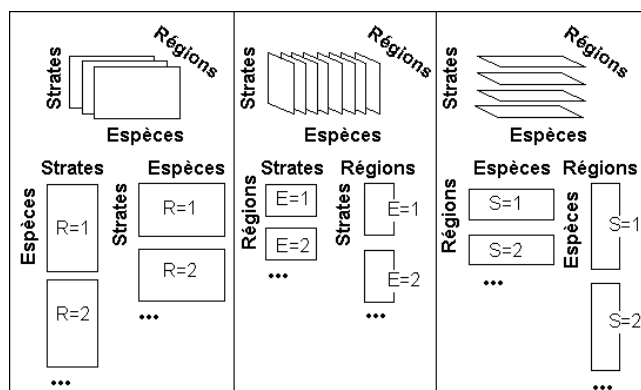 Strates
Régions
Espèces
Strates
Espèces
Espèces
Strates
R=1
R=2
...
R=1
R=2
...
Strates
Régions
Espèces
Strates
Régions
Régions
Strates
E=1
E=2
...
E=1
E=2
...
Strates
Régions
Espèces
Espèces
Régions
Régions
Espèces
S=1
S=2
...
S=1
S=2
...